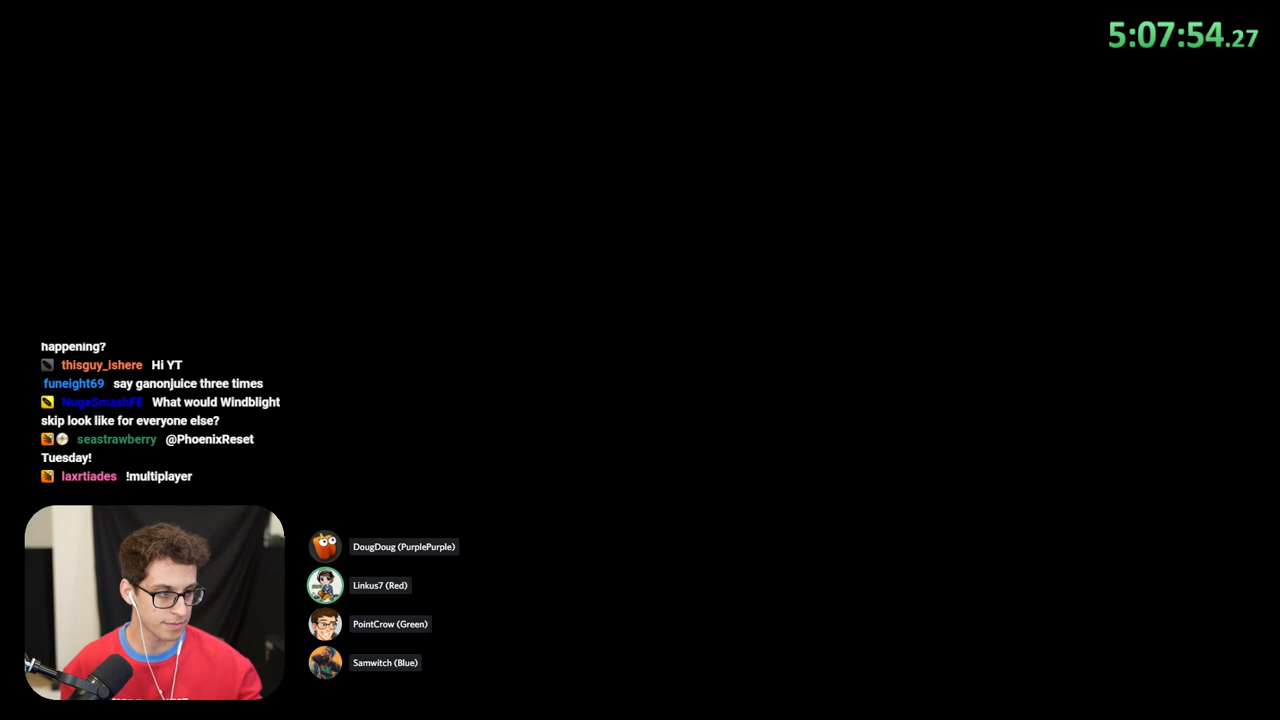 5:07:54.27
happening?
thisguy_ishere Hi YT
funeight69 say ganonjuice three times
NugeSmashFE What would Windblight
skip look like for everyone else?
seastrawberry @PhoenixReset
Tuesday!
laxrtiades !multiplayer
DougDoug (PurplePurple)
Linkus7 (Red)
PointCrow (Green)
Samwitch (Blue)